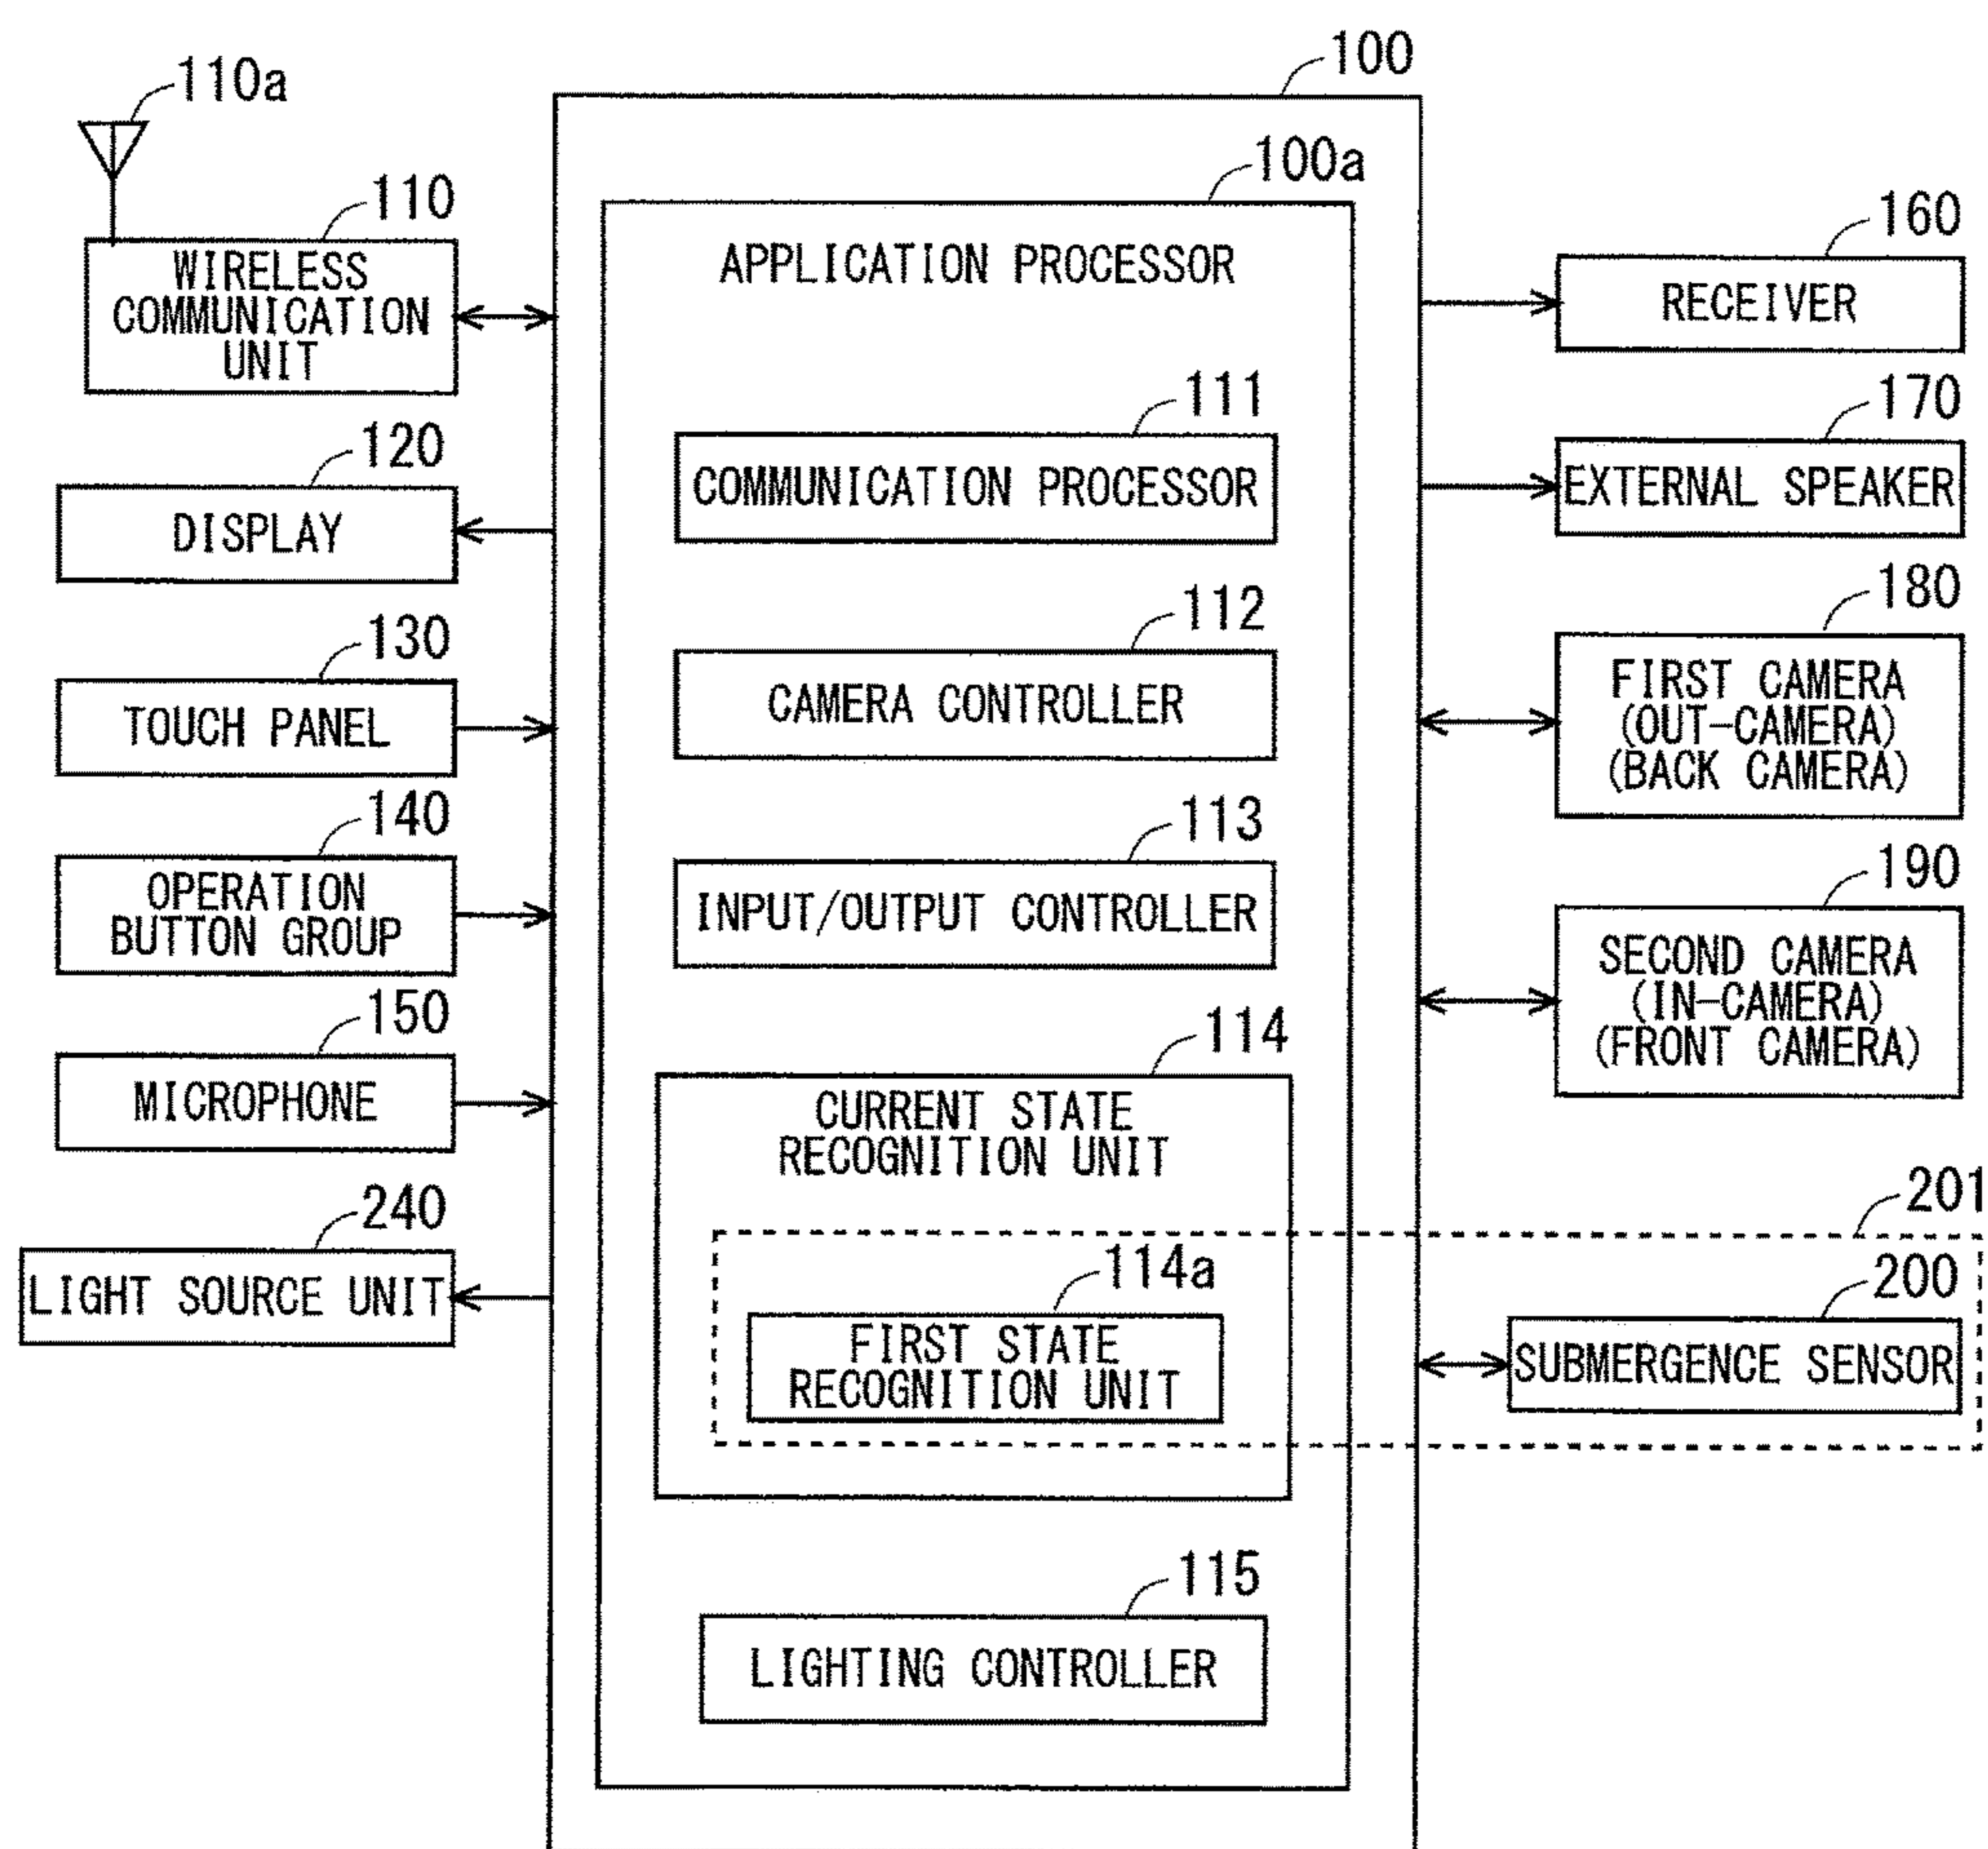 110a
110
WIRELESS
COMMUNICATION
UNIT
120
DISPLAY
130
TOUCH PANEL
140
OPERATION
BUTTON GROUP
150
MICROPHONE
240
LIGHT SOURCE UNIT
100
100a
APPLICATION PROCESSOR
111
COMMUNICATION PROCESSOR
112
CAMERA CONTROLLER
113
INPUT/OUTPUT CONTROLLER
114
CURRENT STATE
RECOGNITION UNIT
114a
FIRST STATE
RECOGNITION UNIT
115
LIGHTING CONTROLLER
160
RECEIVER
170
EXTERNAL SPEAKER
180
FIRST CAMERA
(OUT-CAMERA)
(BACK CAMERA)
190
SECOND CAMERA
(IN-CAMERA)
(FRONT CAMERA)
201
200
SUBMERGENCE SENSOR